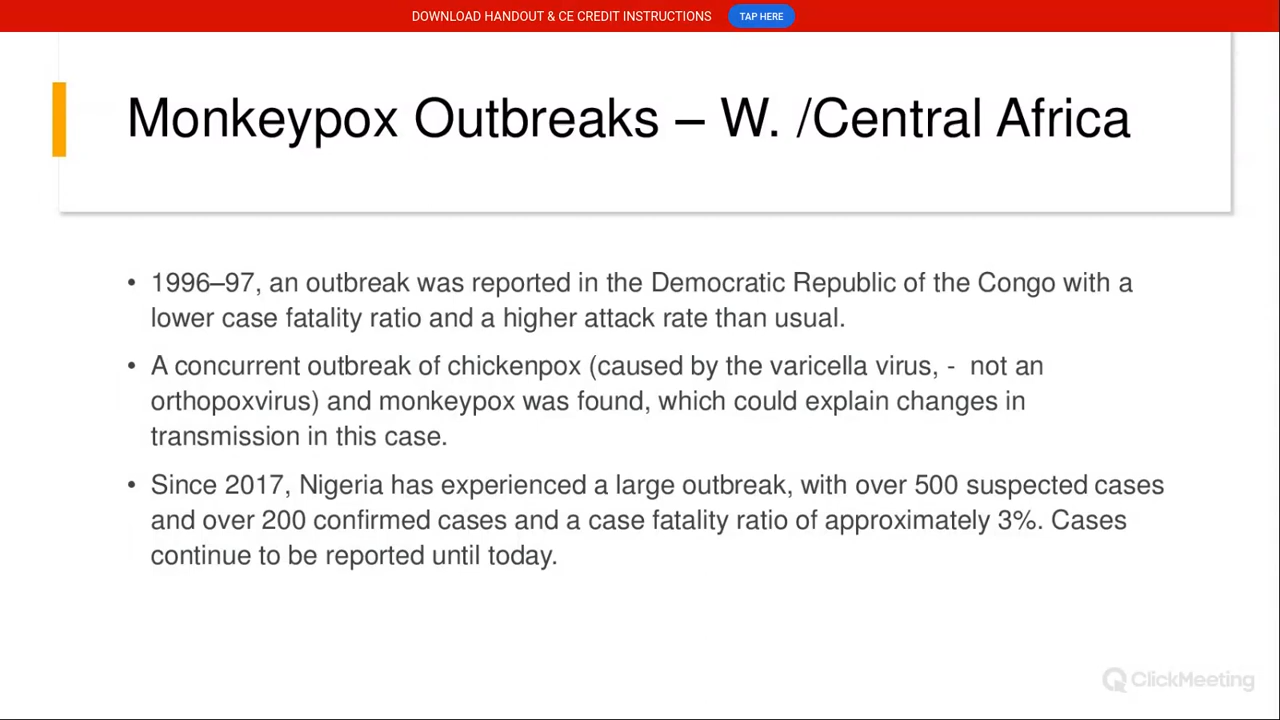 DOWNLOAD HANDOUT & CE CREDIT INSTRUCTIONS TAP HERE
Monkeypox Outbreaks – W. /Central Africa
• 1996–97, an outbreak was reported in the Democratic Republic of the Congo with a
lower case fatality ratio and a higher attack rate than usual.
• A concurrent outbreak of chickenpox (caused by the varicella virus, - not an
orthopoxvirus) and monkeypox was found, which could explain changes in
transmission in this case.
• Since 2017, Nigeria has experienced a large outbreak, with over 500 suspected cases
and over 200 confirmed cases and a case fatality ratio of approximately 3%. Cases
continue to be reported until today.
ClickMeeting